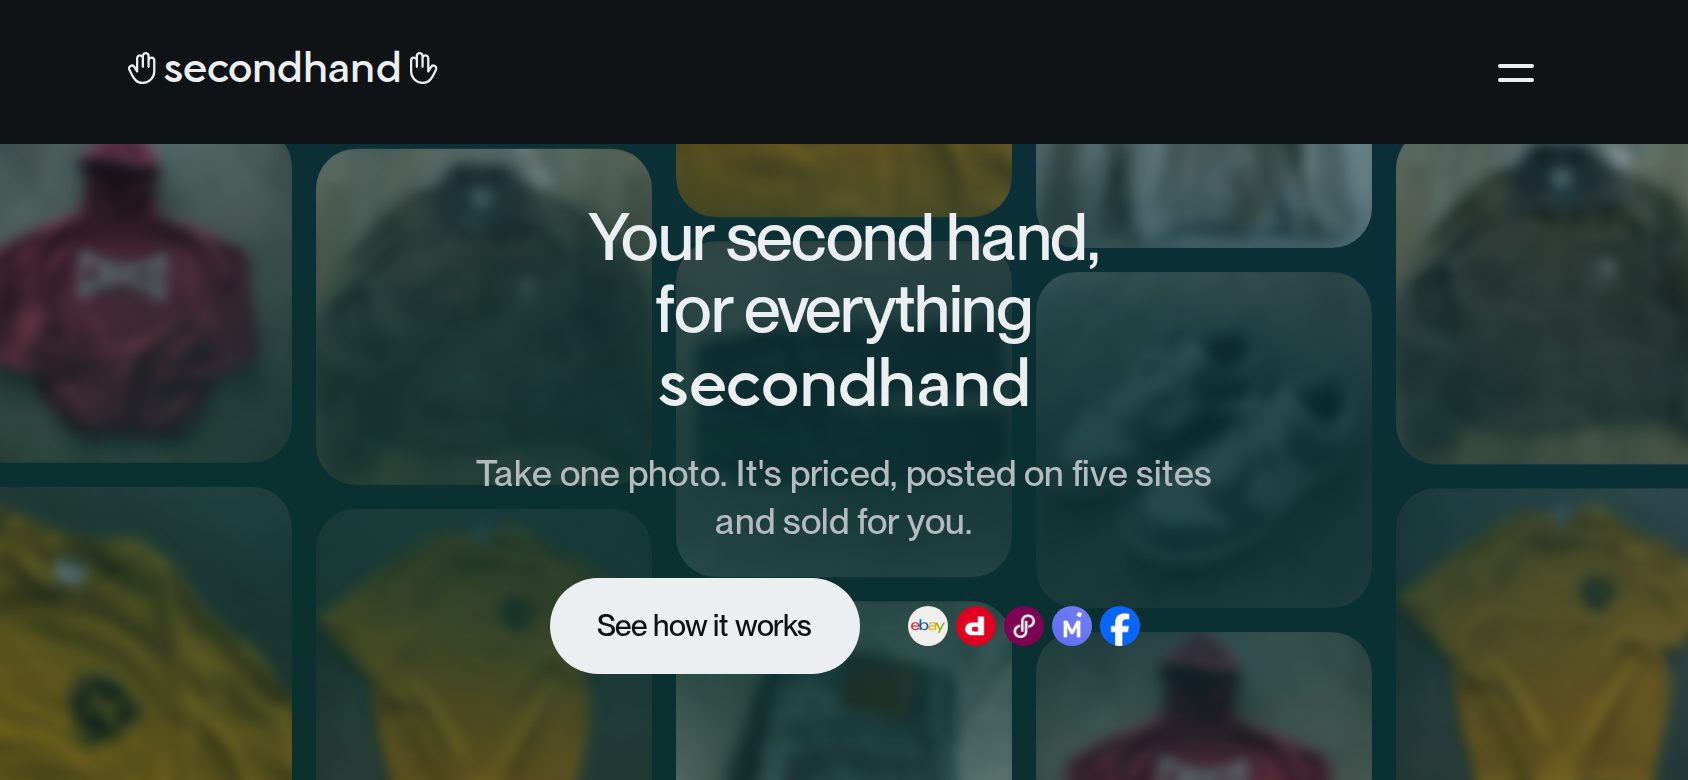 secondhand
Your second hand,
for everything
secondhand
Take one photo. It's priced, posted on five sites
and sold for you.
See how it works
ebay